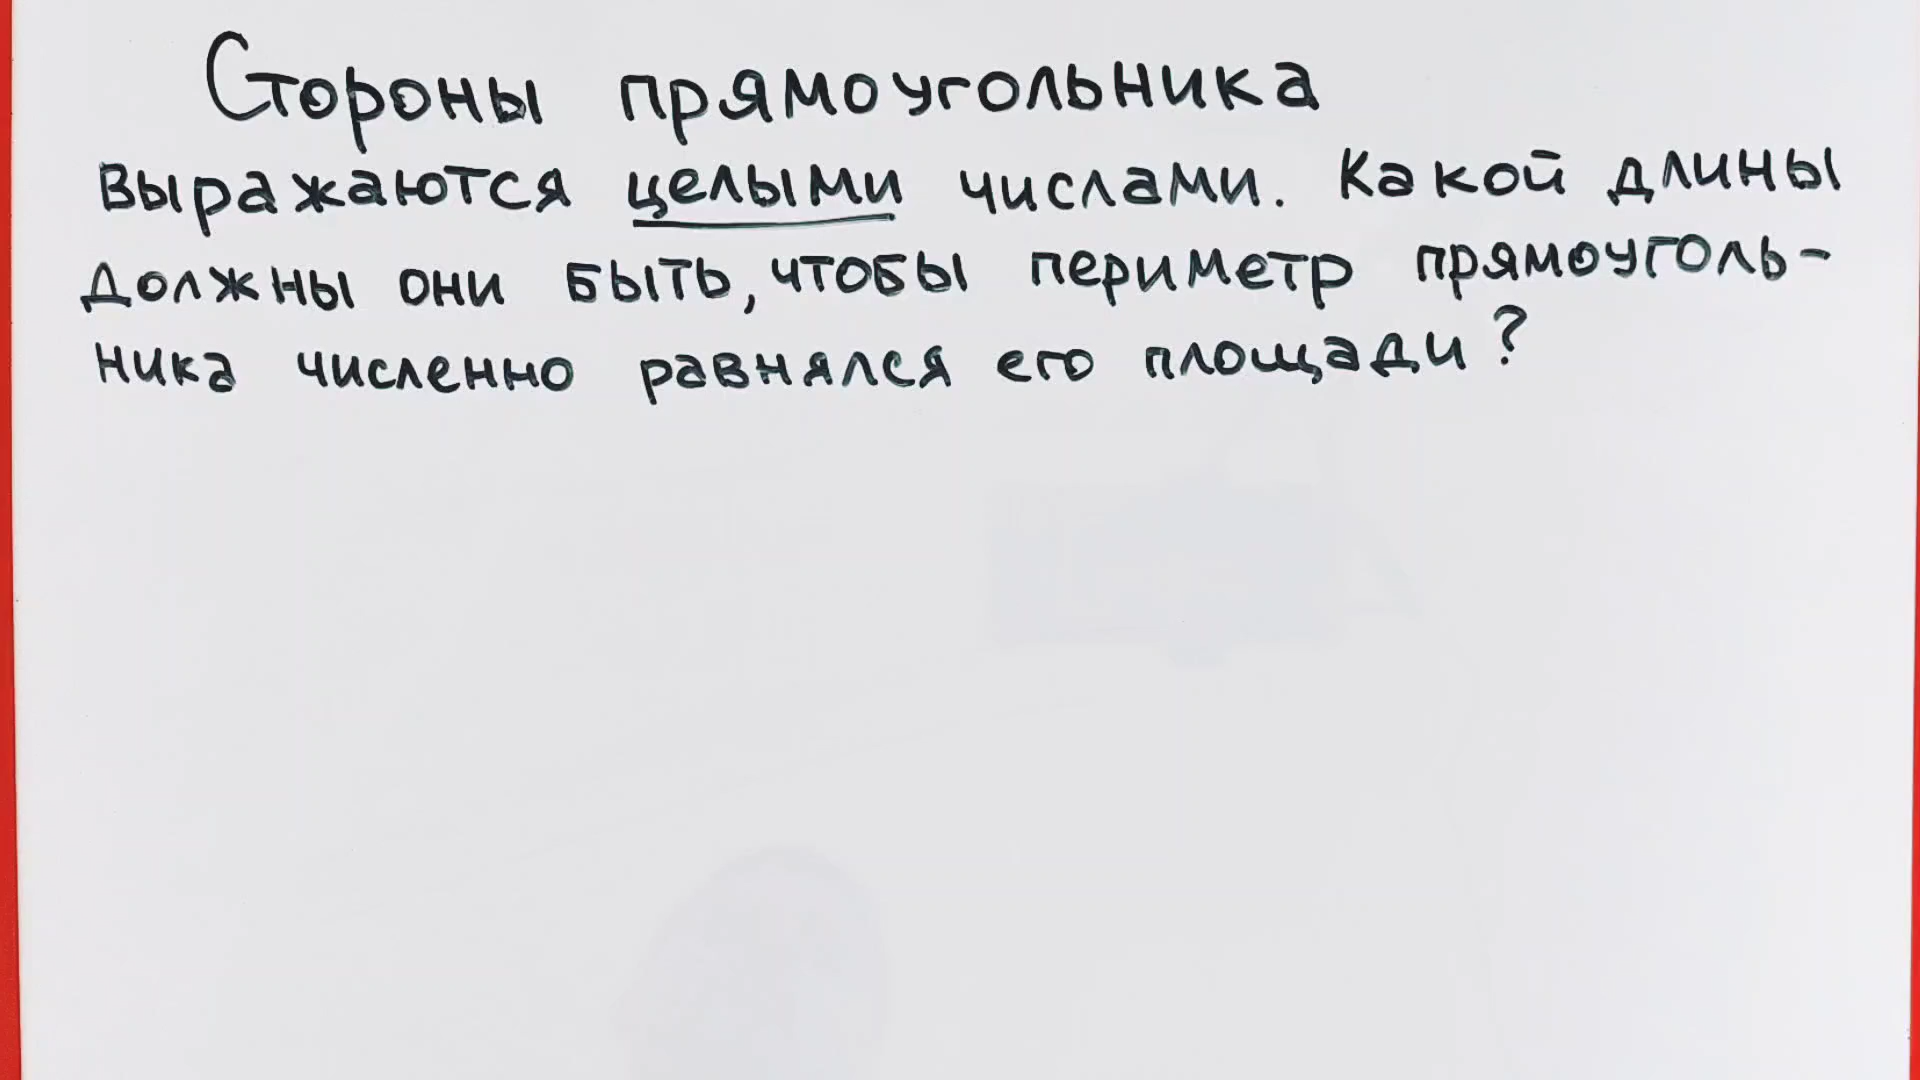 Стороны прямоугольника
выражаются целыми числами. Какой длины
должны они быть, чтобы периметр прямоуголь-
ника численно равнялся его площади?